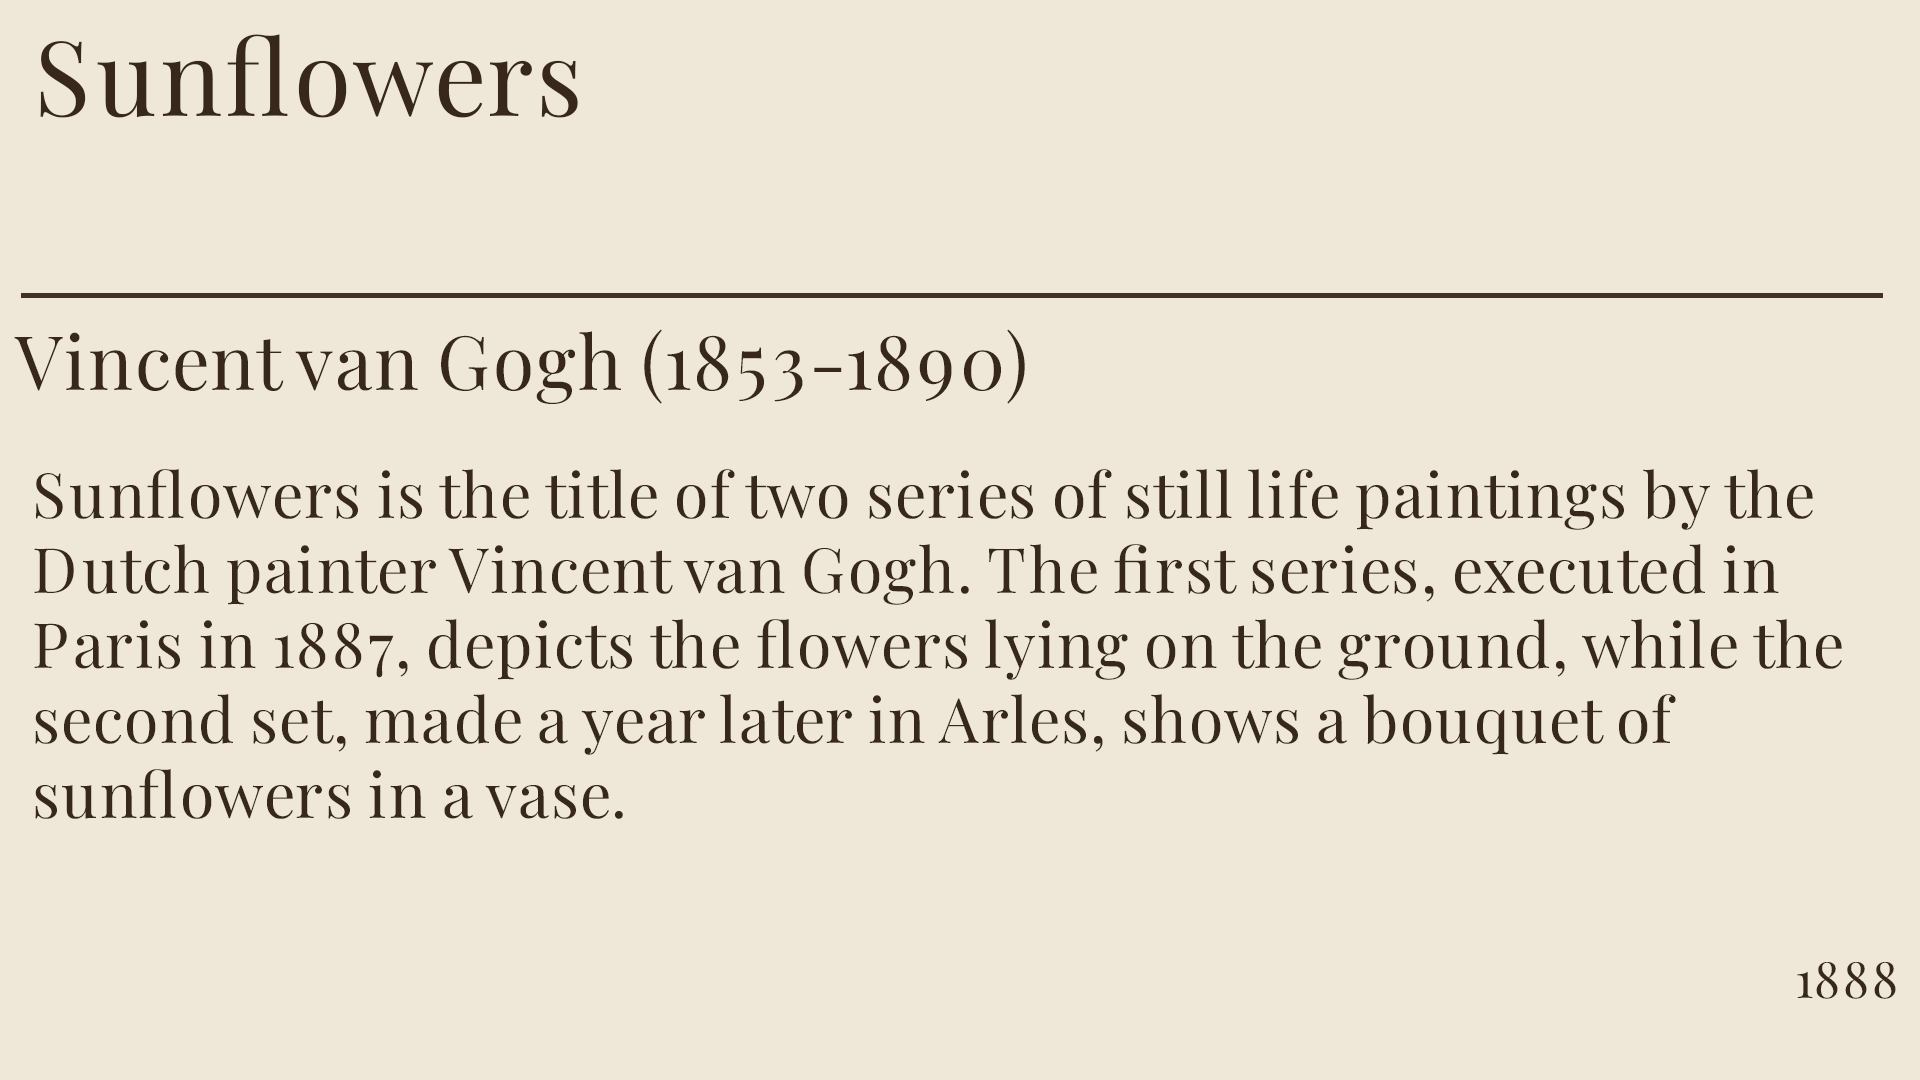 Sunflowers
Vincent van Gogh (1853-1890)
Sunflowers is the title of two series of still life paintings by the
Dutch painter Vincent van Gogh. The first series, executed in
Paris in 1887, depicts the flowers lying on the ground, while the
second set, made a year later in Arles, shows a bouquet of
sunflowers in a vase.
1888